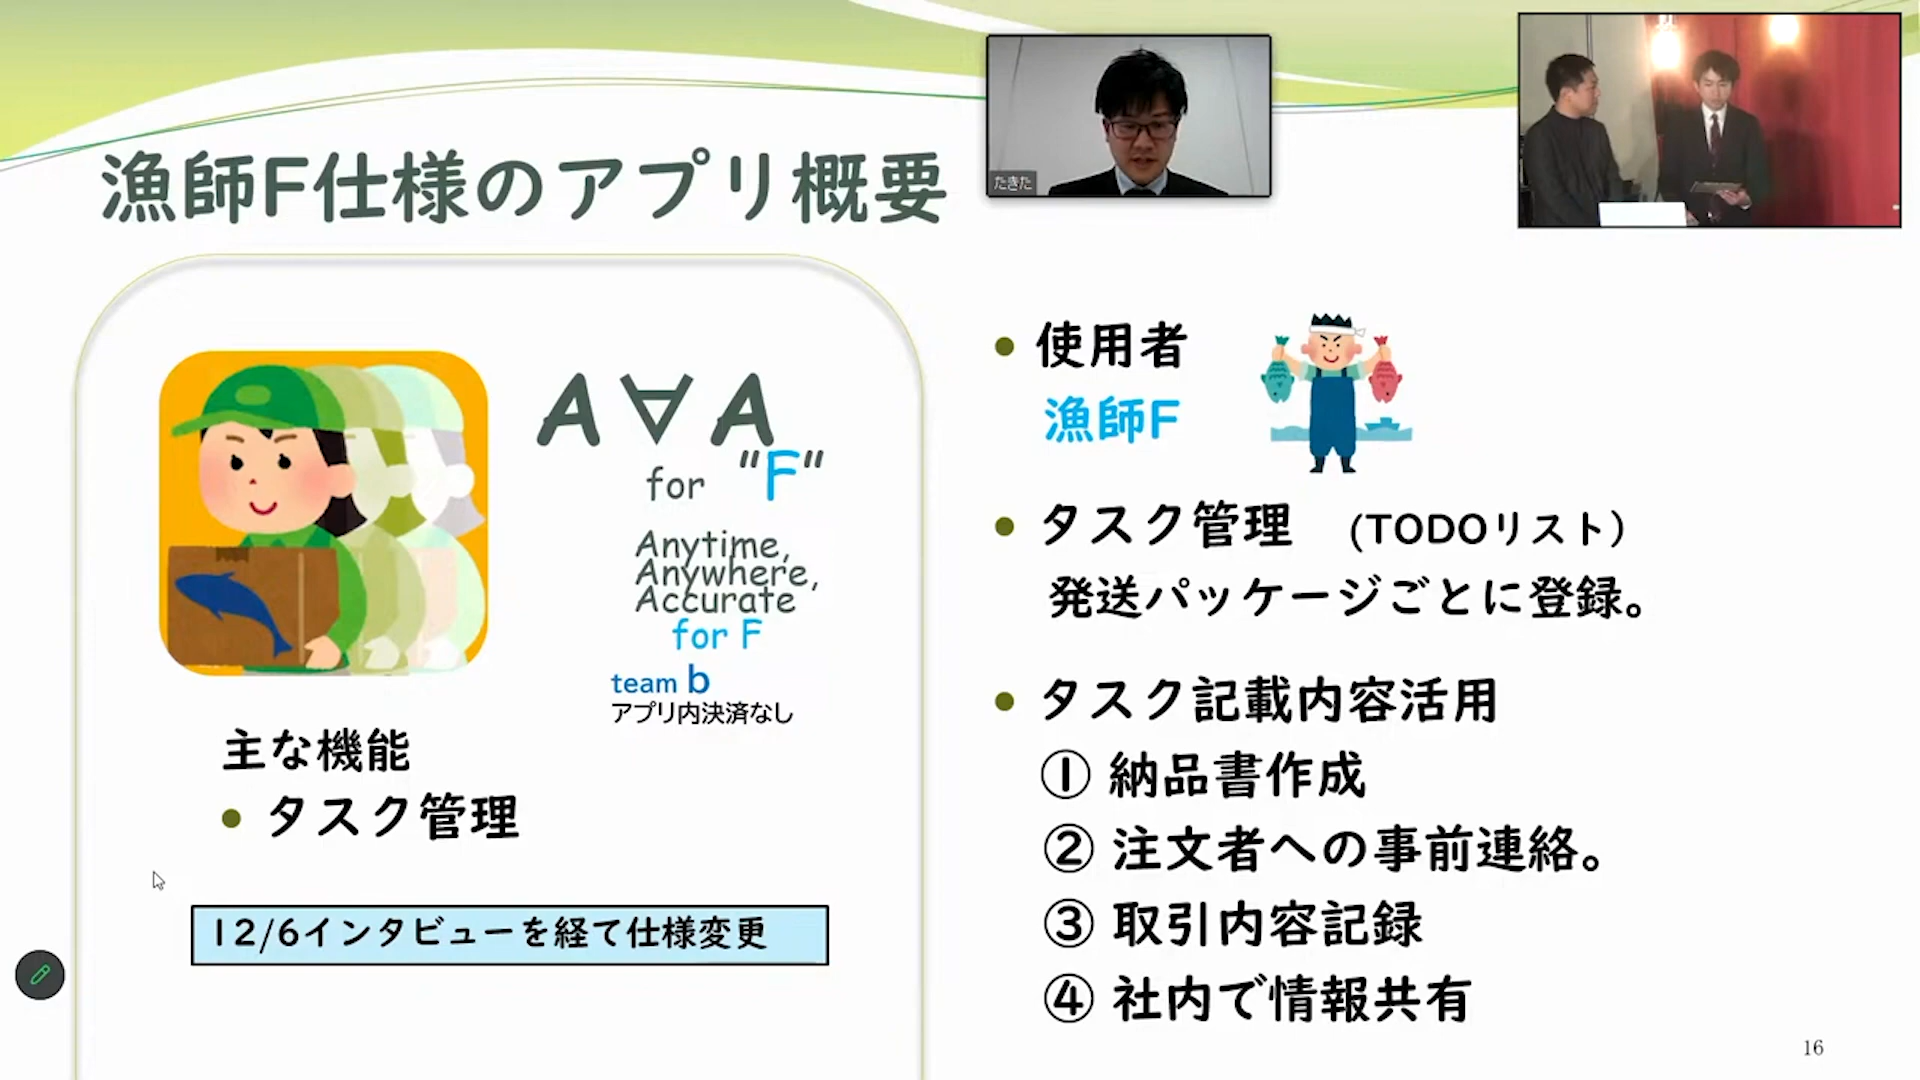 漁師F仕様のアプリ概要
たきた
A∀A
for "F"
Anytime,
Anywhere,
Accurate
for F
team b
アプリ内決済なし
主な機能
• タスク管理
12/6インタビューを経て仕様変更
• 使用者
漁師F
• タスク管理 (TODOリスト)
発送パッケージごとに登録。
• タスク記載内容活用
① 納品書作成
② 注文者への事前連絡。
③ 取引内容記録
④ 社内で情報共有
16